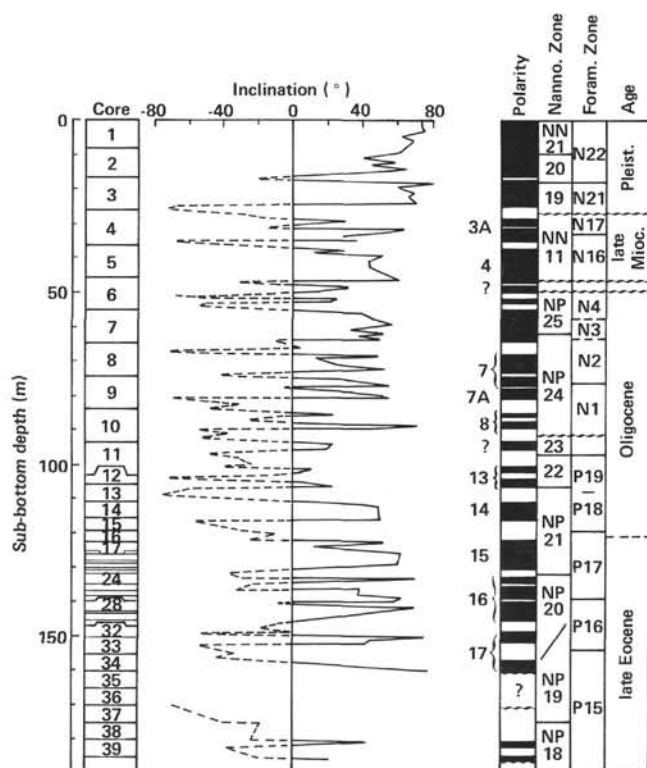 Inclination (°)
Core
-80 -40 0 40 80
Polarity
Nanno. Zone
Foram. Zone
Age
Sub-bottom depth (m)
0
50
100
150
1
2
3
4
5
6
7
8
9
10
11
12
13
14
15
16
17
24
28
32
33
34
35
36
37
38
39
3A
4
?
7
7A
8
?
13
14
15
16
17
?
NN
21
20
19
NN
11
NP
25
NP
24
23
22
NP
21
NP
20
NP
19
NP
18
N22
N21
N17
N16
N4
N3
N2
N1
P19
P18
P17
P16
P15
Pleist.
late
Mioc.
Oligocene
late Eocene